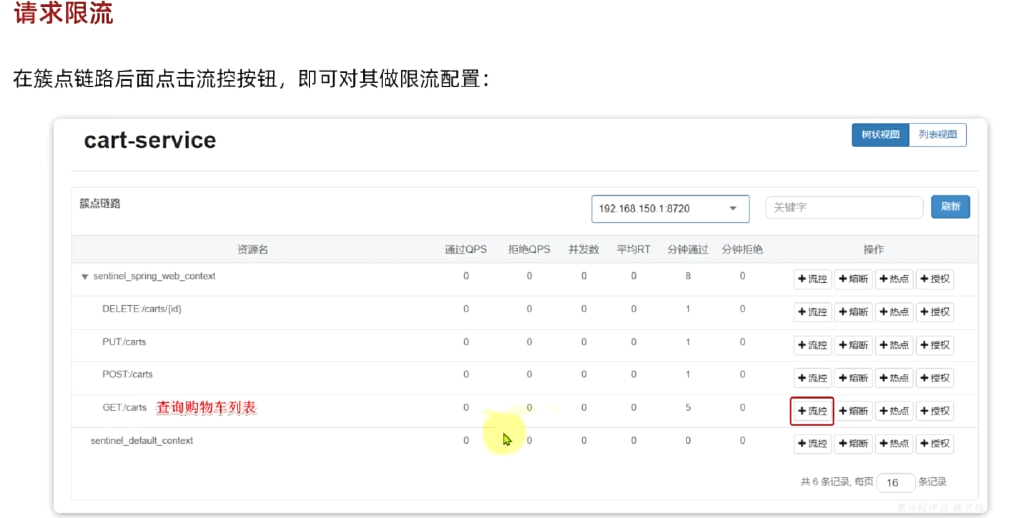 请求限流
在簇点链路后面点击流控按钮，即可对其做限流配置：
cart-service
树状视图 列表视图
簇点链路 192.168.150.1:8720 关键字 刷新
资源名 通过QPS 拒绝QPS 并发数 平均RT 分钟通过 分钟拒绝 操作
sentinel_spring_web_context 0 0 0 0 8 0 +流控 +熔断 +热点 +授权
DELETE:/carts/{id} 0 0 0 0 1 0 +流控 +熔断 +热点 +授权
PUT:/carts 0 0 0 0 1 0 +流控 +熔断 +热点 +授权
POST:/carts 0 0 0 0 1 0 +流控 +熔断 +热点 +授权
GET:/carts 查询购物车列表 0 0 0 0 5 0 +流控 +熔断 +热点 +授权
sentinel_default_context 0 0 0 0 0 0 +流控 +熔断 +热点 +授权
共 6 条记录, 每页 16 条记录